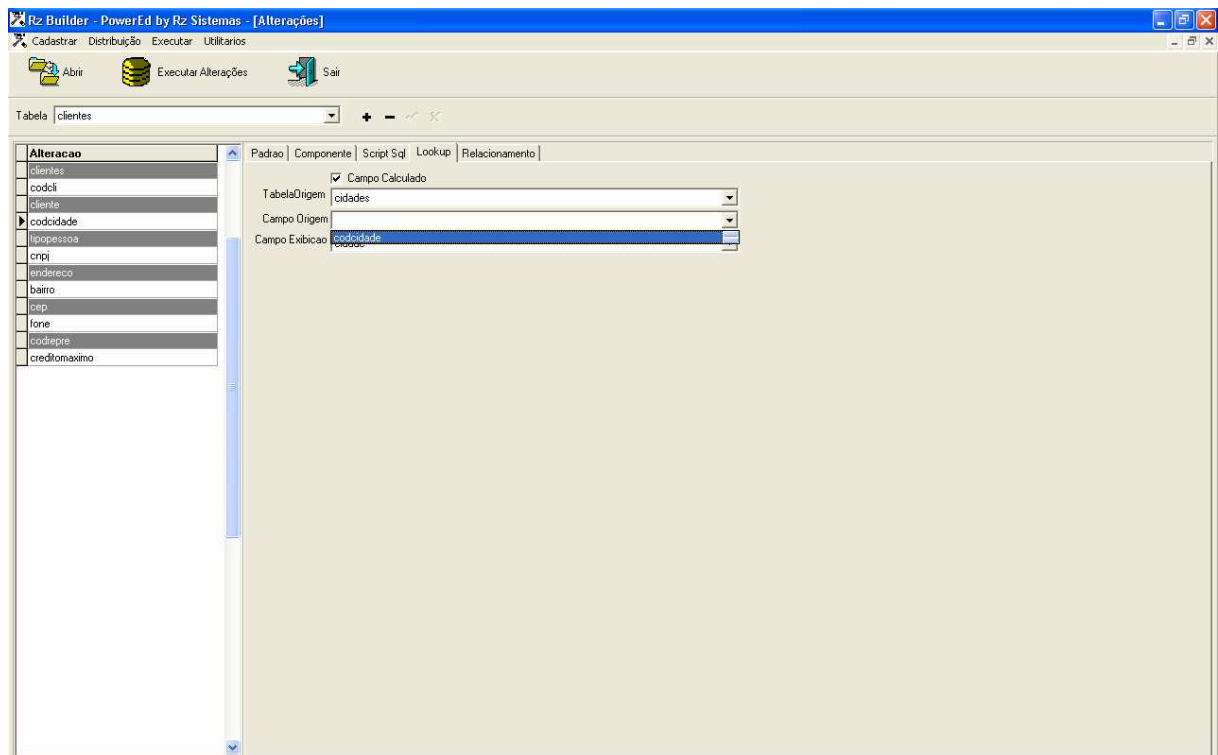 Rz Builder - PowerEd by Rz Sistemas - [Alterações]
Cadastrar Distribuição Executar Utilitarios
Abrir Executar Alterações Sair
Tabela clientes
Alteracao
clientes
codcli
cliente
codcidade
tipopessoa
cnpj
endereco
bairro
cep
fone
codrepre
creditomaximo
Padrao Componente Script Sql Lookup Relacionamento
Campo Calculado
TabelaOrigem cidades
Campo Origem
codcidade
Campo Exibicao cidade